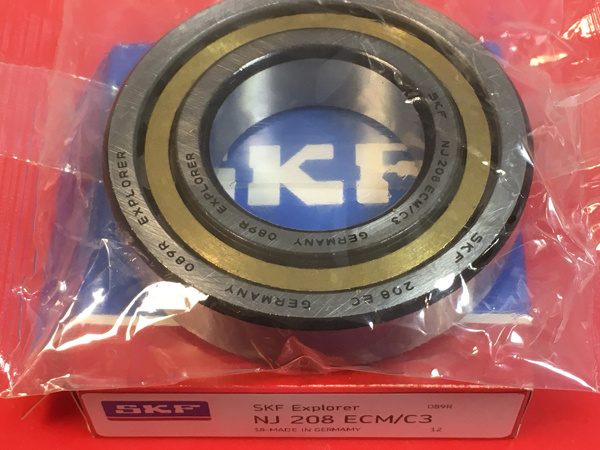 SKF
SKF NJ 208 ECM/C3 GERMANY 089R EXPLORER
SKF 208 EC GERMANY 089R EXPLORER
SKF
SKF Explorer 089R
NJ 208 ECM/C3
38-MADE IN GERMANY 12